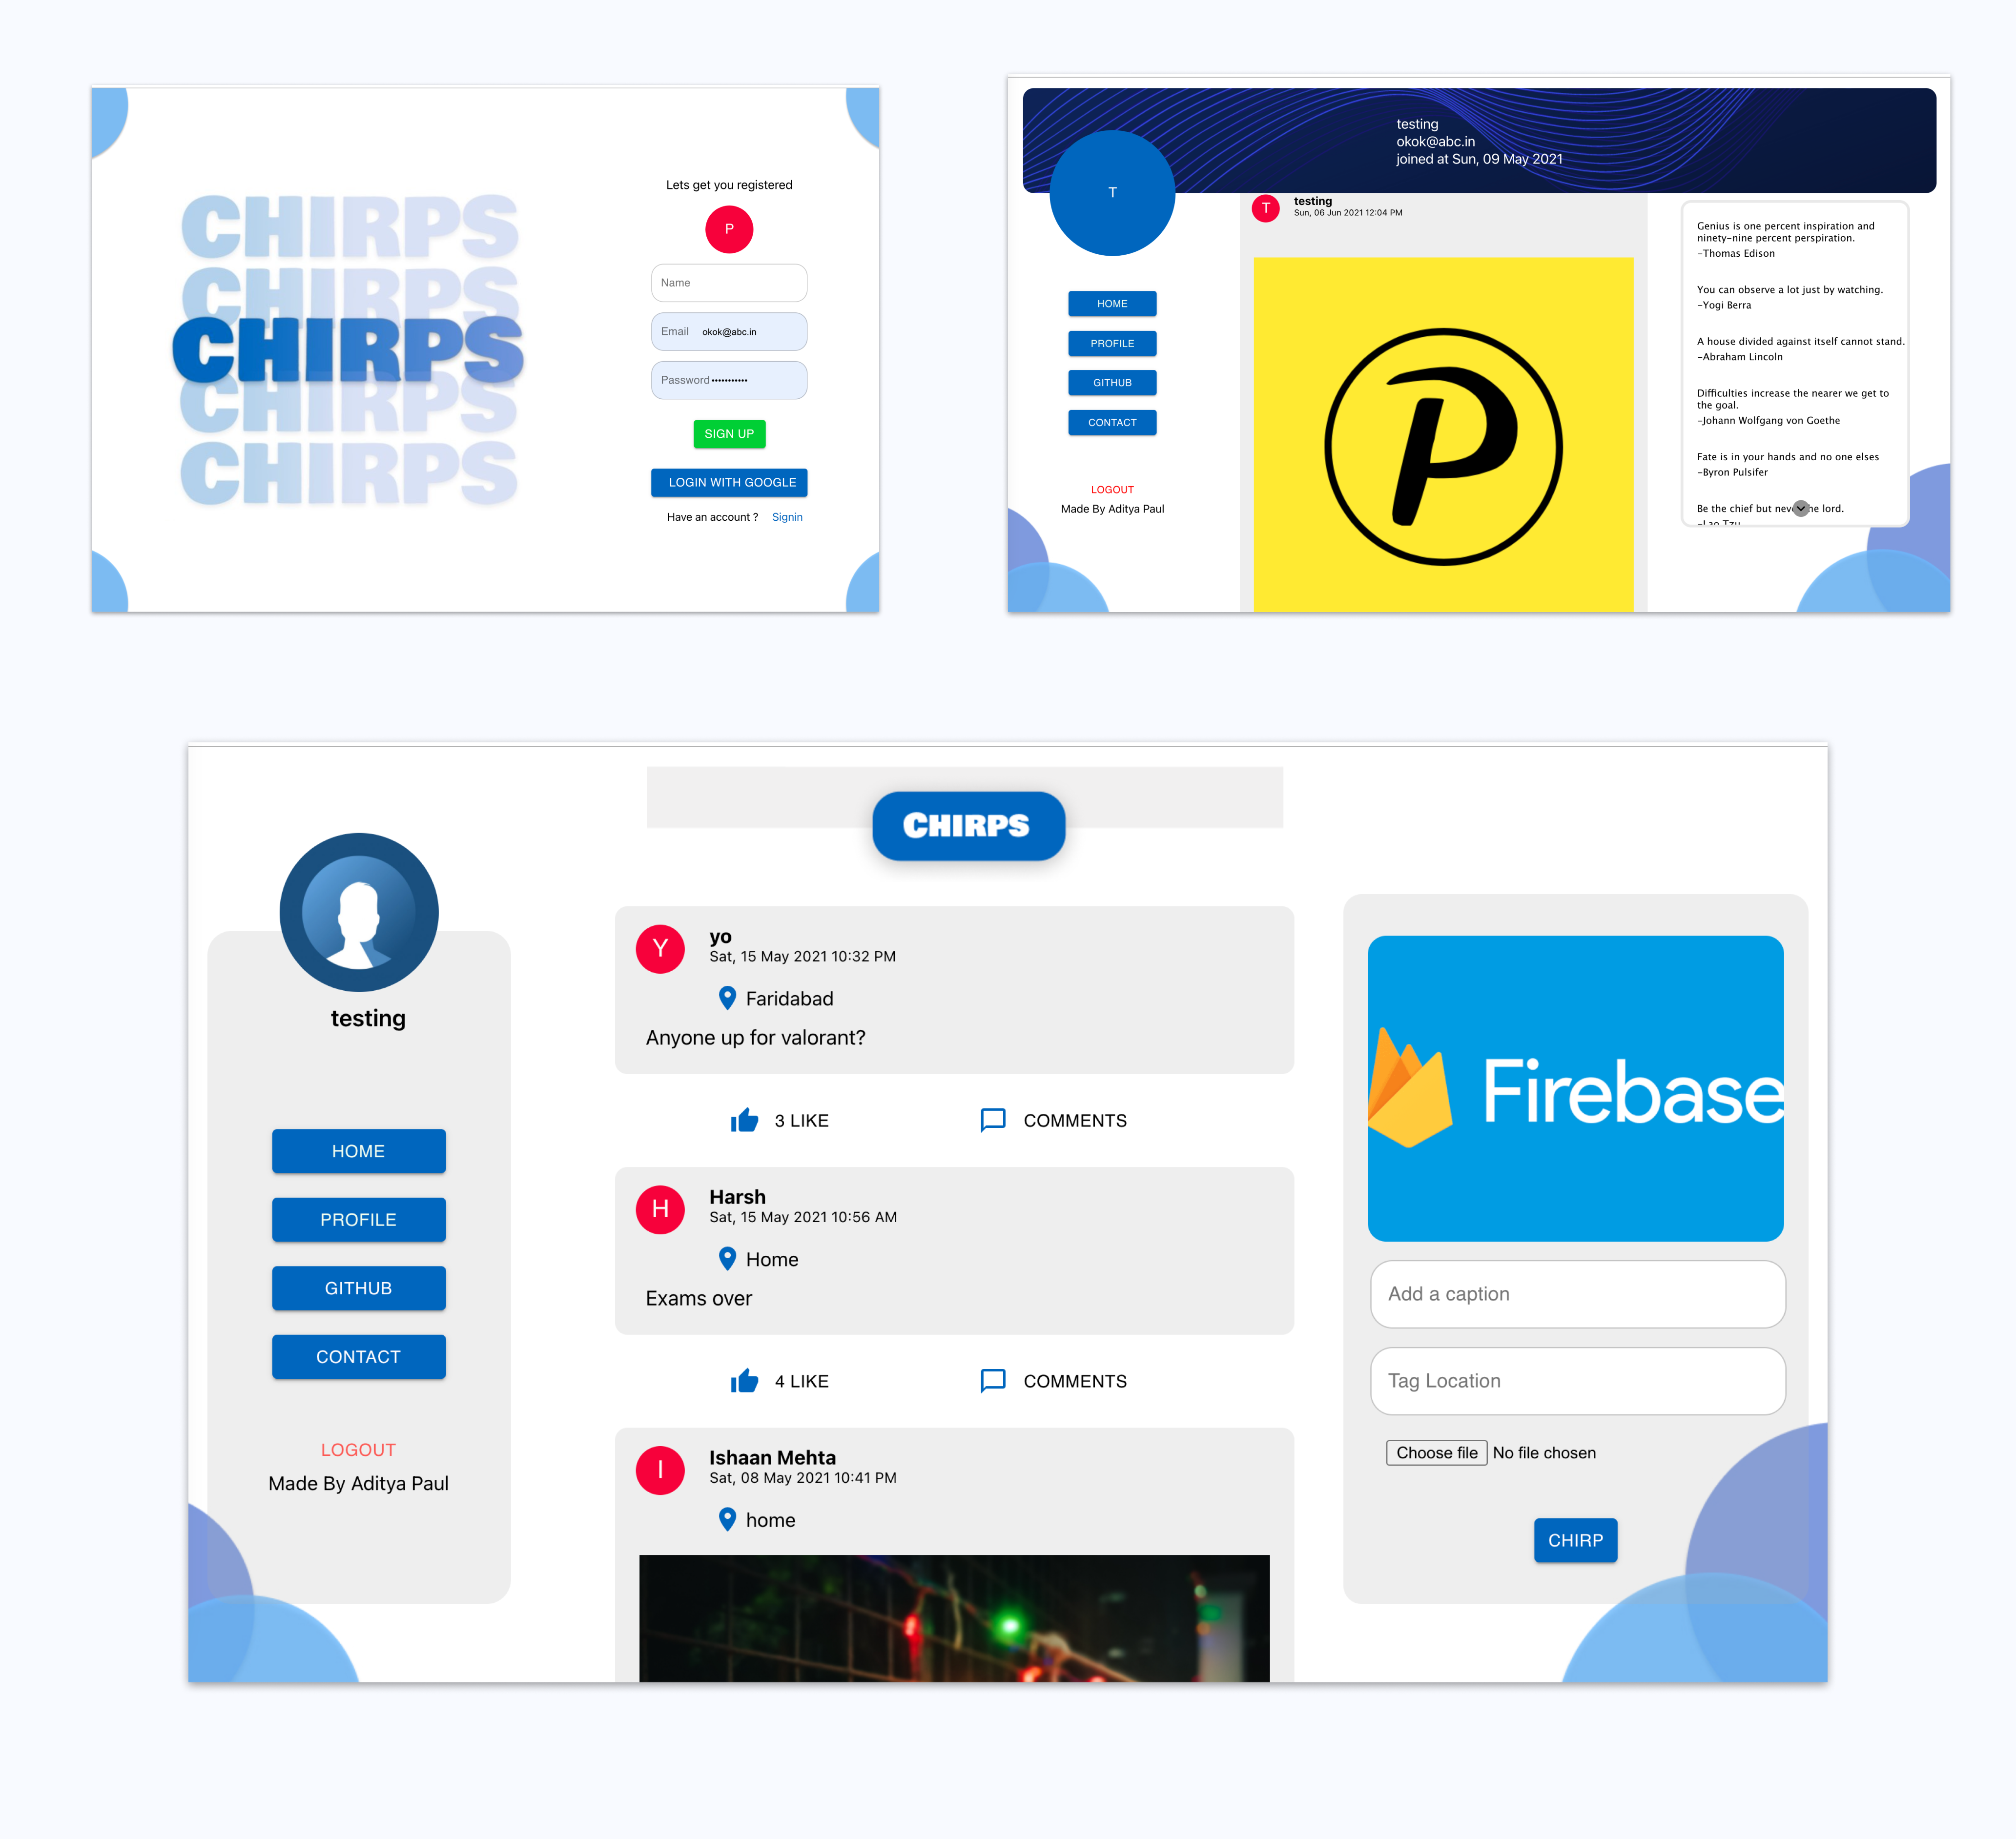 CHIRPS
CHIRPS
CHIRPS
CHIRPS
CHIRPS
Lets get you registered
P
Name
Email okok@abc.in
Password ···········
SIGN UP
LOGIN WITH GOOGLE
Have an account ? Signin
testing
okok@abc.in
joined at Sun, 09 May 2021
T
HOME
PROFILE
GITHUB
CONTACT
LOGOUT
Made By Aditya Paul
T
testing
Sun, 06 Jun 2021 12:04 PM
P
Genius is one percent inspiration and
ninety-nine percent perspiration.
-Thomas Edison
You can observe a lot just by watching.
-Yogi Berra
A house divided against itself cannot stand.
-Abraham Lincoln
Difficulties increase the nearer we get to
the goal.
-Johann Wolfgang von Goethe
Fate is in your hands and no one elses
-Byron Pulsifer
Be the chief but he lord.
-Lao Tzu
CHIRPS
testing
HOME
PROFILE
GITHUB
CONTACT
LOGOUT
Made By Aditya Paul
Y
yo
Sat, 15 May 2021 10:32 PM
Faridabad
Anyone up for valorant?
3 LIKE COMMENTS
H
Harsh
Sat, 15 May 2021 10:56 AM
Home
Exams over
4 LIKE COMMENTS
I
Ishaan Mehta
Sat, 08 May 2021 10:41 PM
home
Firebase
Add a caption
Tag Location
Choose file No file chosen
CHIRP